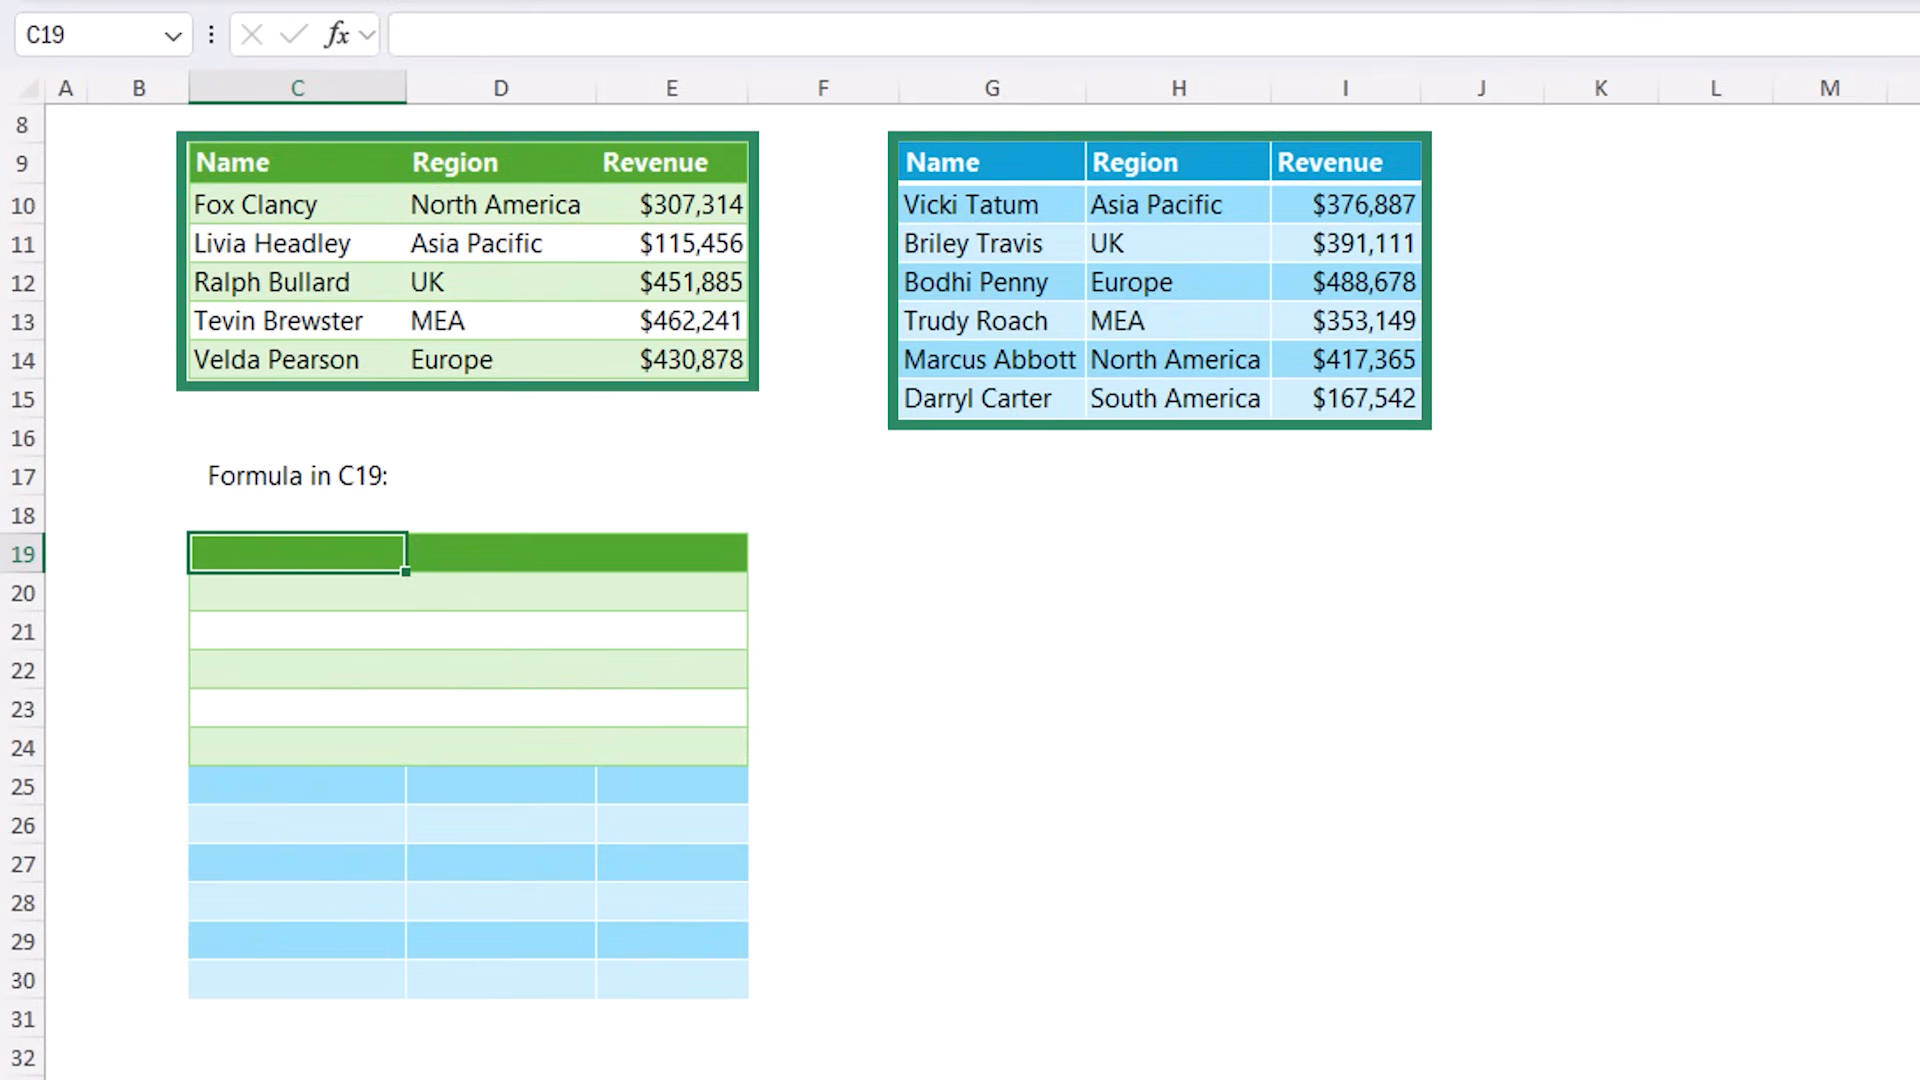 C19
fx
A B C D E F G H I J K L M
8
9 Name Region Revenue Name Region Revenue
10 Fox Clancy North America $307,314 Vicki Tatum Asia Pacific $376,887
11 Livia Headley Asia Pacific $115,456 Briley Travis UK $391,111
12 Ralph Bullard UK $451,885 Bodhi Penny Europe $488,678
13 Tevin Brewster MEA $462,241 Trudy Roach MEA $353,149
14 Velda Pearson Europe $430,878 Marcus Abbott North America $417,365
15 Darryl Carter South America $167,542
16
17 Formula in C19:
18
19
20
21
22
23
24
25
26
27
28
29
30
31
32